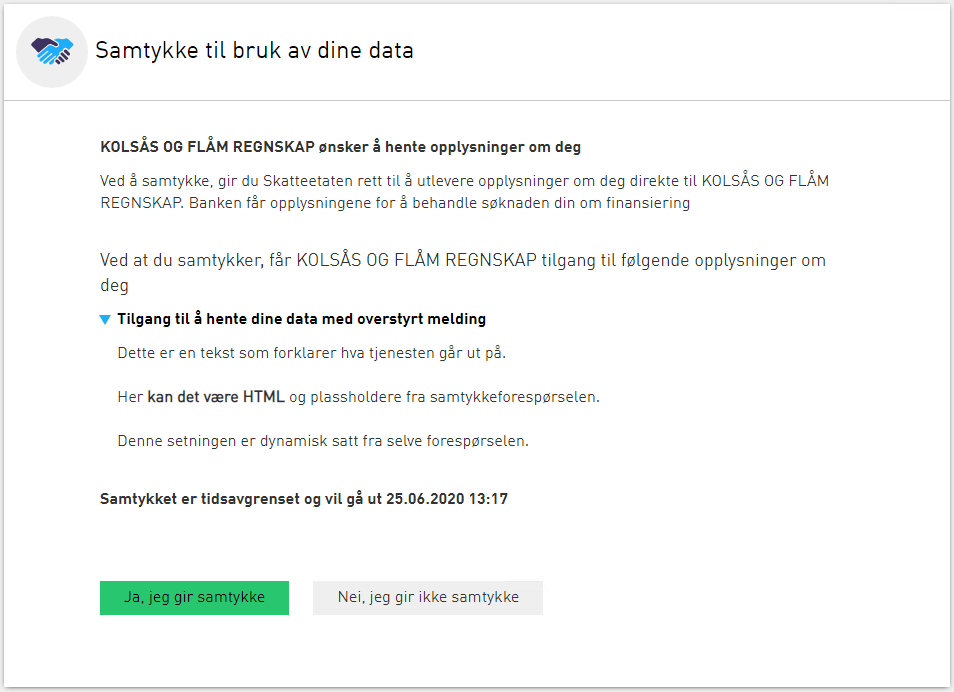 Samtykke til bruk av dine data
KOLSÅS OG FLÅM REGNSKAP ønsker å hente opplysninger om deg
Ved å samtykke, gir du Skatteetaten rett til å utlevere opplysninger om deg direkte til KOLSÅS OG FLÅM
REGNSKAP. Banken får opplysningene for å behandle søknaden din om finansiering
Ved at du samtykker, får KOLSÅS OG FLÅM REGNSKAP tilgang til følgende opplysninger om
deg
Tilgang til å hente dine data med overstyrt melding
Dette er en tekst som forklarer hva tjenesten går ut på.
Her kan det være HTML og plassholdere fra samtykkeforespørselen.
Denne setningen er dynamisk satt fra selve forespørselen.
Samtykket er tidsavgrenset og vil gå ut 25.06.2020 13:17
Ja, jeg gir samtykke
Nei, jeg gir ikke samtykke